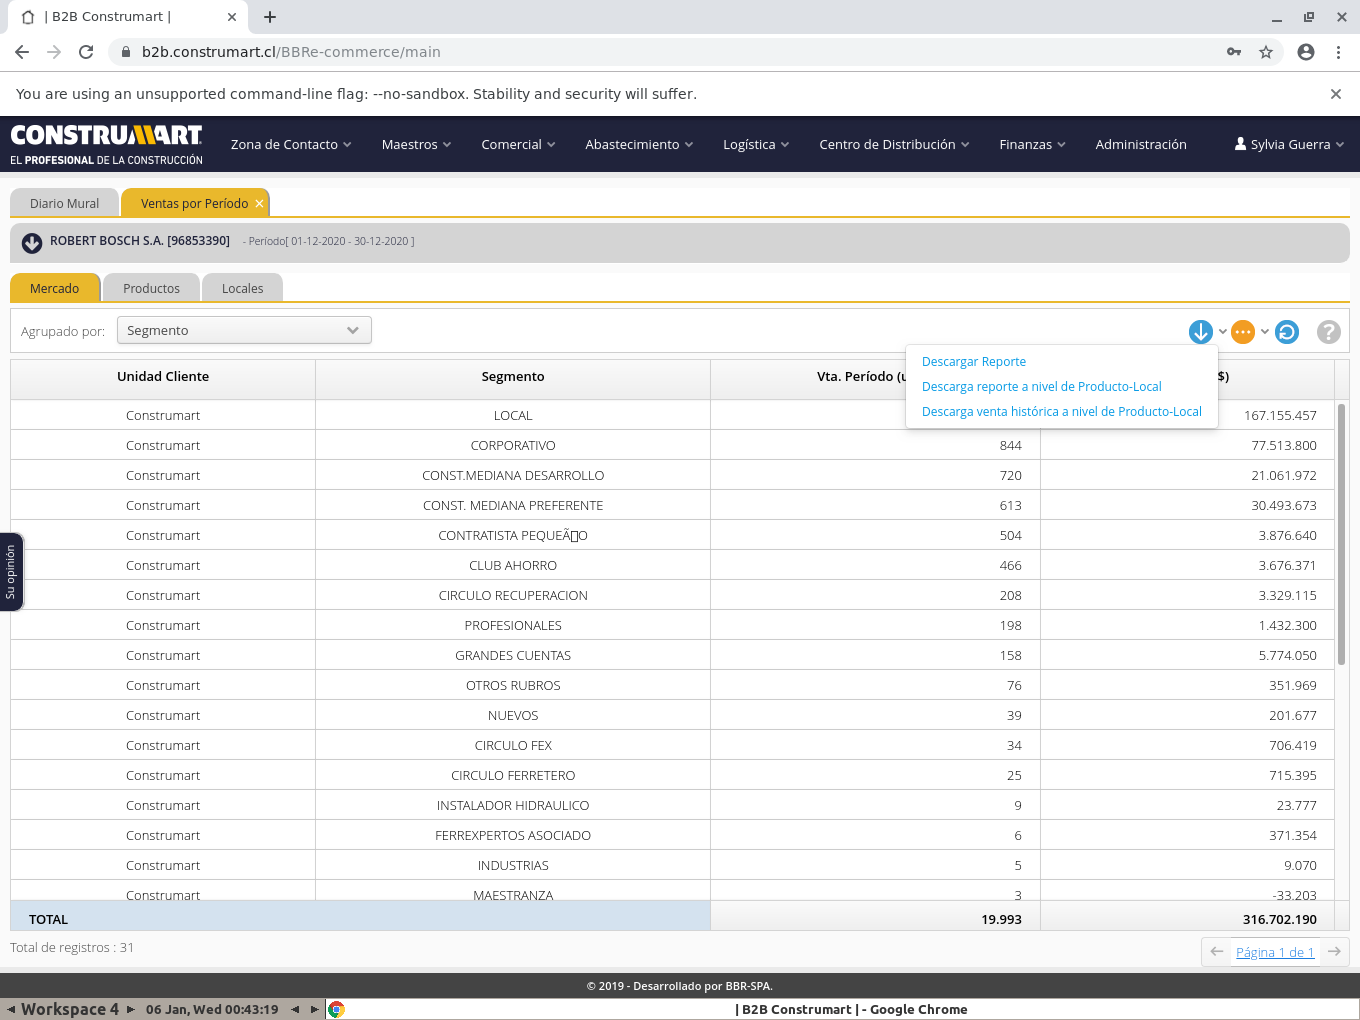 | B2B Construmart |
b2b.construmart.cl/BBRe-commerce/main
You are using an unsupported command-line flag: --no-sandbox. Stability and security will suffer.
CONSTRUMART
EL PROFESIONAL DE LA CONSTRUCCIÓN
Zona de Contacto Maestros Comercial Abastecimiento Logística Centro de Distribución Finanzas Administración Sylvia Guerra
Diario Mural Ventas por Período
ROBERT BOSCH S.A. [96853390] - Período[ 01-12-2020 - 30-12-2020 ]
Mercado Productos Locales
Agrupado por: Segmento
Descargar Reporte
Descarga reporte a nivel de Producto-Local
Descarga venta histórica a nivel de Producto-Local
Unidad Cliente Segmento Vta. Período (u $)
Construmart LOCAL 167.155.457
Construmart CORPORATIVO 844 77.513.800
Construmart CONST.MEDIANA DESARROLLO 720 21.061.972
Construmart CONST. MEDIANA PREFERENTE 613 30.493.673
Construmart CONTRATISTA PEQUEÃ▯O 504 3.876.640
Construmart CLUB AHORRO 466 3.676.371
Construmart CIRCULO RECUPERACION 208 3.329.115
Construmart PROFESIONALES 198 1.432.300
Construmart GRANDES CUENTAS 158 5.774.050
Construmart OTROS RUBROS 76 351.969
Construmart NUEVOS 39 201.677
Construmart CIRCULO FEX 34 706.419
Construmart CIRCULO FERRETERO 25 715.395
Construmart INSTALADOR HIDRAULICO 9 23.777
Construmart FERREXPERTOS ASOCIADO 6 371.354
Construmart INDUSTRIAS 5 9.070
Construmart MAESTRANZA 3 -33.203
TOTAL 19.993 316.702.190
Su opinión
Total de registros : 31
Página 1 de 1
© 2019 - Desarrollado por BBR-SPA.
Workspace 4 06 Jan, Wed 00:43:19 | B2B Construmart | - Google Chrome